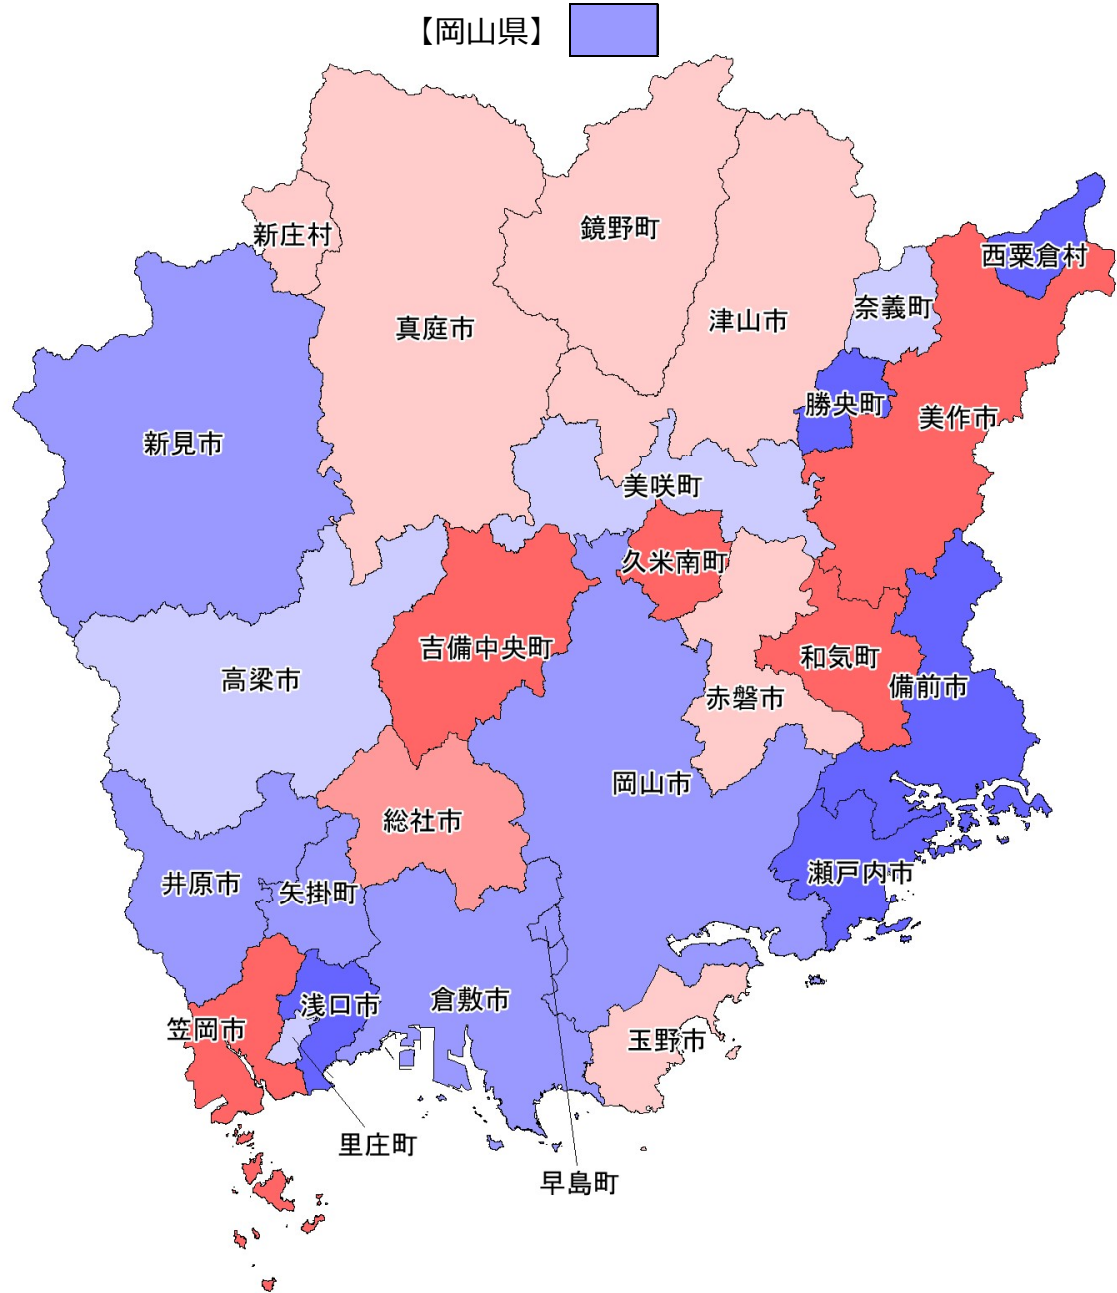 【岡山県】
新庄村
鏡野町
西粟倉村
奈義町
真庭市
津山市
勝央町
美作市
新見市
美咲町
久米南町
吉備中央町
和気町
高梁市
備前市
赤磐市
岡山市
総社市
瀬戸内市
井原市
矢掛町
浅口市
倉敷市
笠岡市
玉野市
里庄町
早島町